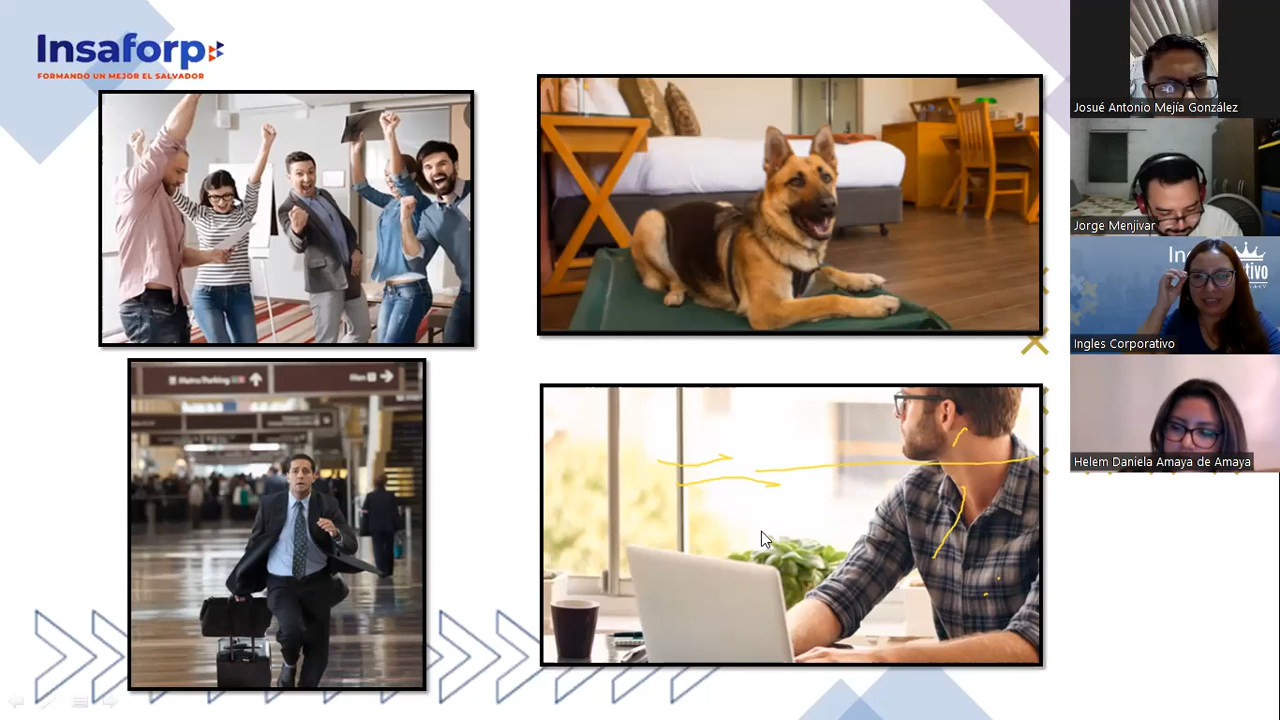 Insaforp
FORMANDO UN MEJOR EL SALVADOR
Metro/Parking
Josué Antonio Mejía González
Jorge Menjivar
Ingles Corporativo
Helem Daniela Amaya de Amaya